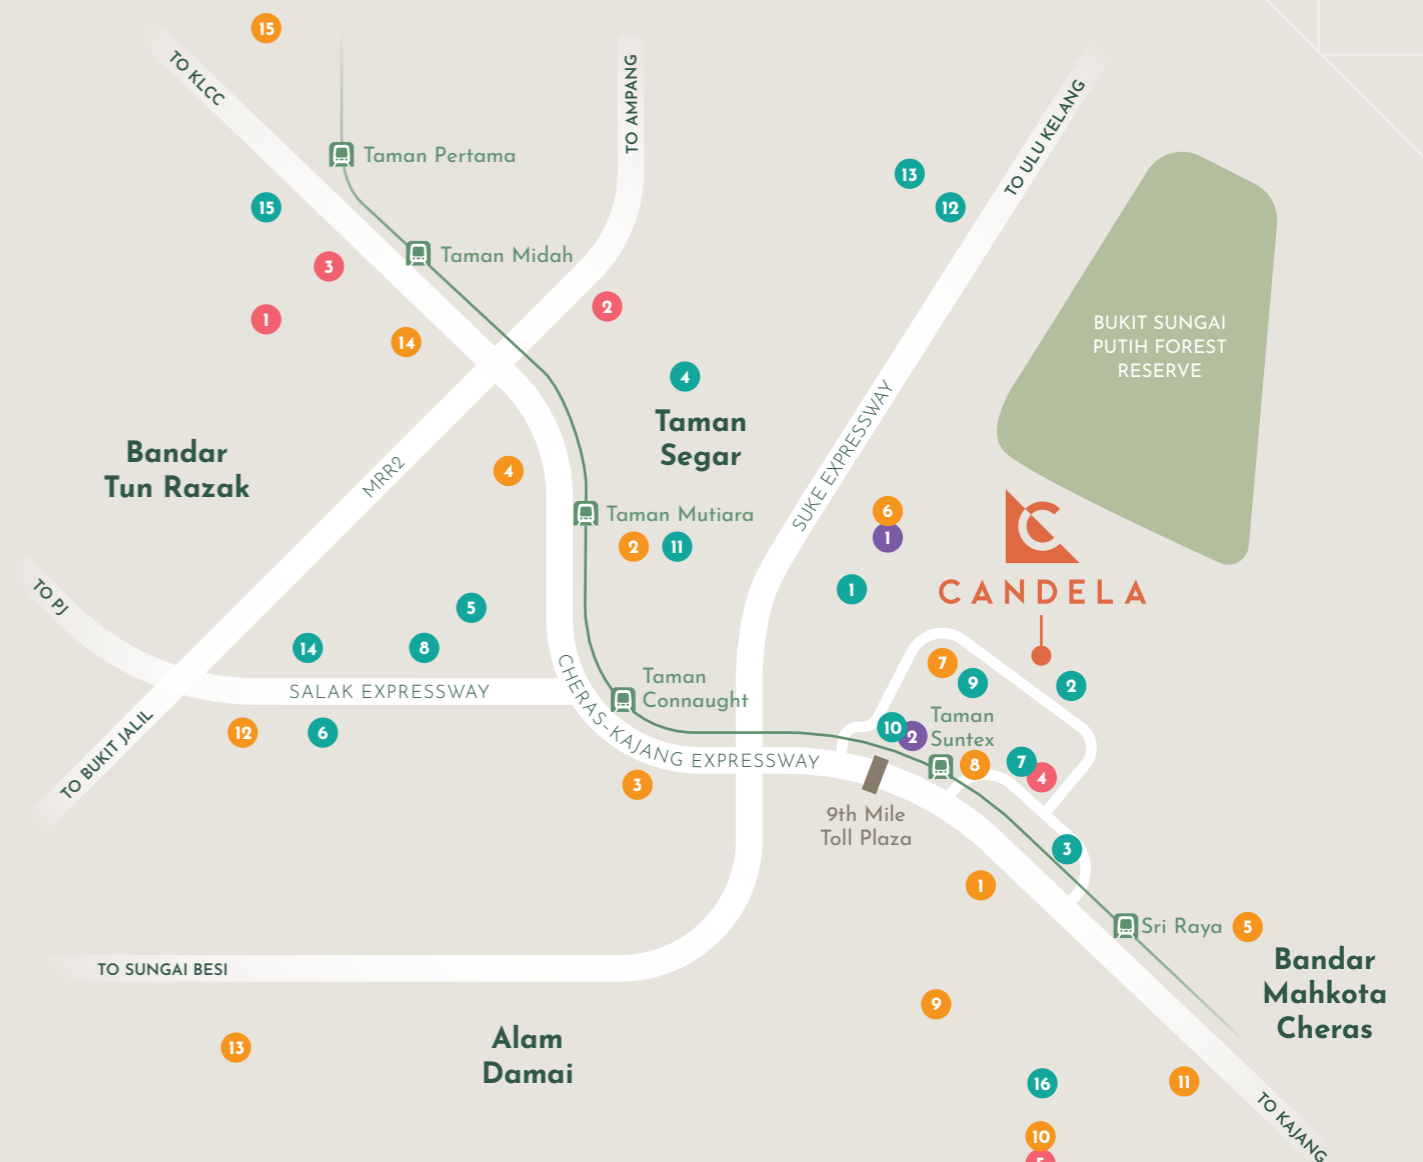 15
TO KLCC
TO AMPANG
TO ULU KELANG
Taman Pertama
13
12
15
Taman Midah
3
1
2
14
BUKIT SUNGAI
PUTIH FOREST
RESERVE
4
Taman
Segar
Bandar
Tun Razak
MRR2
4
SUKE EXPRESSWAY
Taman Mutiara
2
11
6
1
1
CANDELA
TO PJ
5
14
8
SALAK EXPRESSWAY
12
6
TO BUKIT JALIL
Taman
Connaught
CHERAS-KAJANG EXPRESSWAY
3
7
9
2
10
2
Taman
Suntex
8
7
4
9th Mile
Toll Plaza
3
1
Sri Raya
5
Bandar
Mahkota
Cheras
TO SUNGAI BESI
9
13
Alam
Damai
16
11
10
TO KAJANG